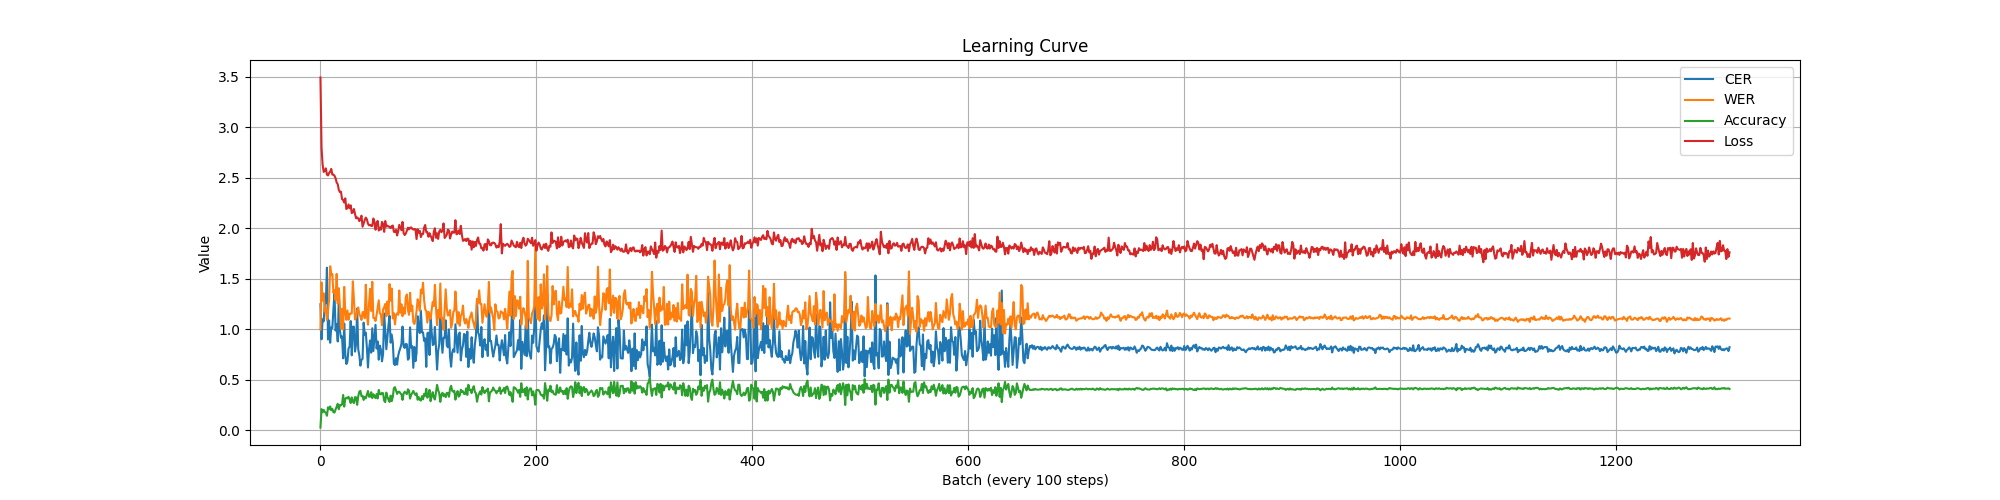 Learning Curve
3.5
3.0
2.5
2.0
1.5
1.0
0.5
0.0
Value
CER
WER
Accuracy
Loss
0 200 400 600 800 1000 1200
Batch (every 100 steps)